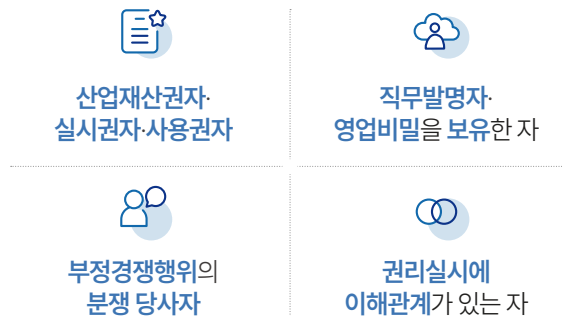 산업재산권자·
실시권자·사용권자
직무발명자·
영업비밀을 보유한 자
부정경쟁행위의
분쟁 당사자
권리실시에
이해관계가 있는 자